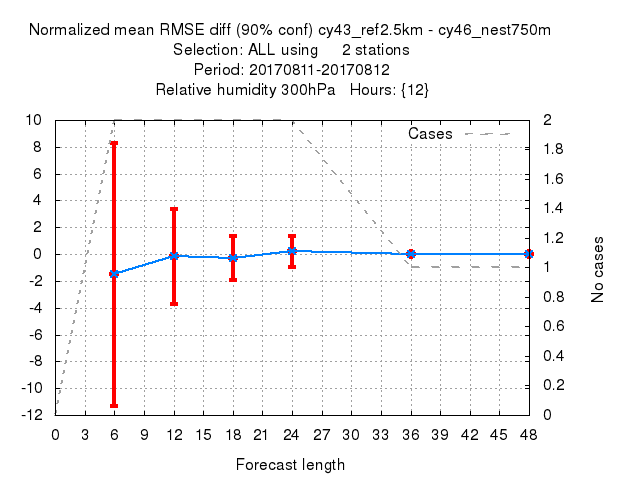 Normalized mean RMSE diff (90% conf) cy43_ref2.5km - cy46_nest750m
Selection: ALL using 2 stations
Period: 20170811-20170812
Relative humidity 300hPa Hours: {12}
Cases
10
8
6
4
2
0
-2
-4
-6
-8
-10
-12
2
1.8
1.6
1.4
1.2
1
0.8
0.6
0.4
0.2
0
No cases
0 3 6 9 12 15 18 21 24 27 30 33 36 39 42 45 48
Forecast length